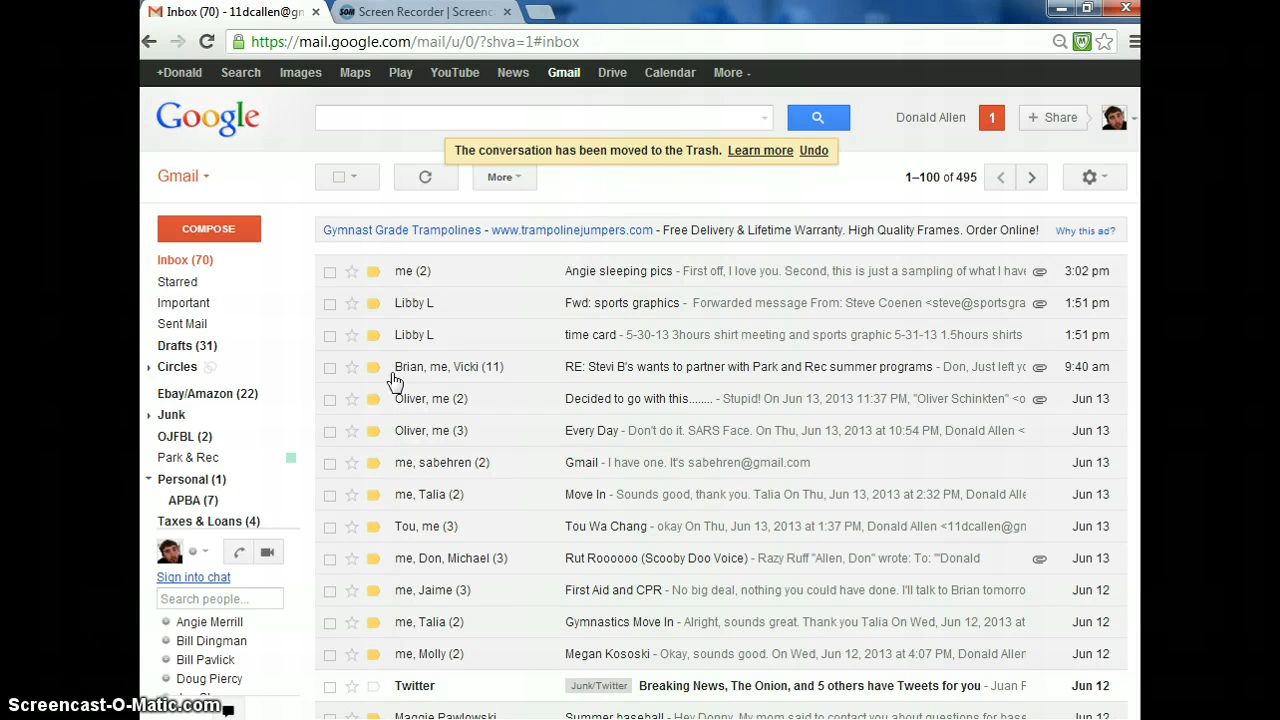 Inbox (70) - 11dcallen@gn
Screen Recorder | Screenc
https://mail.google.com/mail/u/0/?shva=1#inbox
+Donald Search Images Maps Play YouTube News Gmail Drive Calendar More
Google
Donald Allen 1 + Share
The conversation has been moved to the Trash. Learn more Undo
Gmail
More
1–100 of 495
COMPOSE
Gymnast Grade Trampolines - www.trampolinejumpers.com - Free Delivery & Lifetime Warranty. High Quality Frames. Order Online! Why this ad?
Inbox (70)
Starred
Important
Sent Mail
Drafts (31)
Circles
Ebay/Amazon (22)
Junk
OJFBL (2)
Park & Rec
Personal (1)
APBA (7)
Taxes & Loans (4)
Sign into chat
Search people...
Angie Merrill
Bill Dingman
Bill Pavlick
Doug Piercy
me (2) Angie sleeping pics - First off, I love you. Second, this is just a sampling of what I have 3:02 pm
Libby L Fwd: sports graphics - Forwarded message From: Steve Coenen <steve@sportsgra 1:51 pm
Libby L time card - 5-30-13 3hours shirt meeting and sports graphic 5-31-13 1.5hours shirts 1:51 pm
Brian, me, Vicki (11) RE: Stevi B's wants to partner with Park and Rec summer programs - Don, Just left yo 9:40 am
Oliver, me (2) Decided to go with this........ - Stupid! On Jun 13, 2013 11:37 PM, "Oliver Schinkten" <o Jun 13
Oliver, me (3) Every Day - Don't do it. SARS Face. On Thu, Jun 13, 2013 at 10:54 PM, Donald Allen < Jun 13
me, sabehren (2) Gmail - I have one. It's sabehren@gmail.com Jun 13
me, Talia (2) Move In - Sounds good, thank you. Talia On Thu, Jun 13, 2013 at 2:32 PM, Donald Alle Jun 13
Tou, me (3) Tou Wa Chang - okay On Thu, Jun 13, 2013 at 1:37 PM, Donald Allen <11dcallen@gn Jun 13
me, Don, Michael (3) Rut Roooooo (Scooby Doo Voice) - Razy Ruff "Allen, Don" wrote: To: "'Donald Jun 13
me, Jaime (3) First Aid and CPR - No big deal, nothing you could have done. I'll talk to Brian tomorro Jun 12
me, Talia (2) Gymnastics Move In - Alright, sounds great. Thank you Talia On Wed, Jun 12, 2013 at Jun 12
me, Molly (2) Megan Kososki - Okay, sounds good. On Wed, Jun 12, 2013 at 4:07 PM, Donald Allen Jun 12
Twitter Junk/Twitter Breaking News, The Onion, and 5 others have Tweets for you - Juan F Jun 12
Maggie Pawlowski Summer baseball - Hey Donny, My mom said to contact you about questions for
Screencast-O-Matic.com